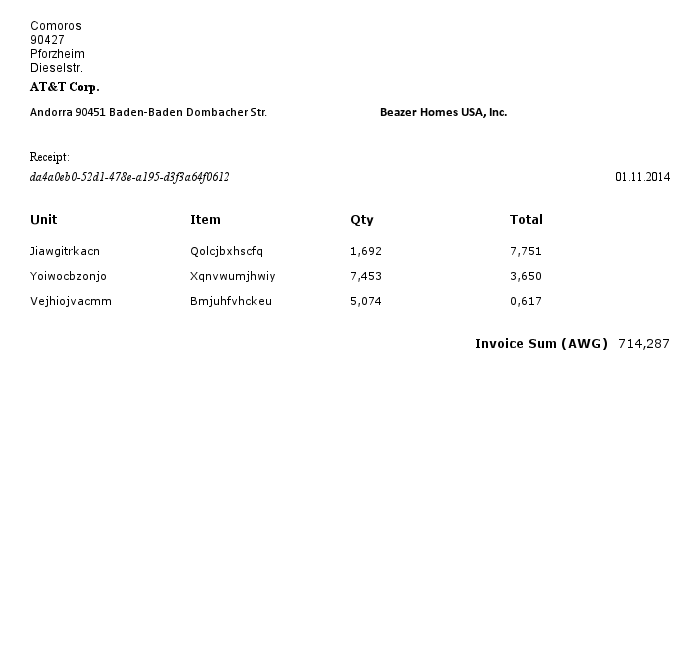 Comoros
90427
Pforzheim
Dieselstr.
AT&T Corp.
Andorra 90451 Baden-Baden Dombacher Str. Beazer Homes USA, Inc.
Receipt:
da4a0eb0-52d1-478e-a195-d3f3a64f0612 01.11.2014
Unit Item Qty Total
Jiawgitrkacn Qolcjbxhscfq 1,692 7,751
Yoiwocbzonjo Xqnvwumjhwiy 7,453 3,650
Vejhiojvacmm Bmjuhfvhckeu 5,074 0,617
Invoice Sum (AWG) 714,287